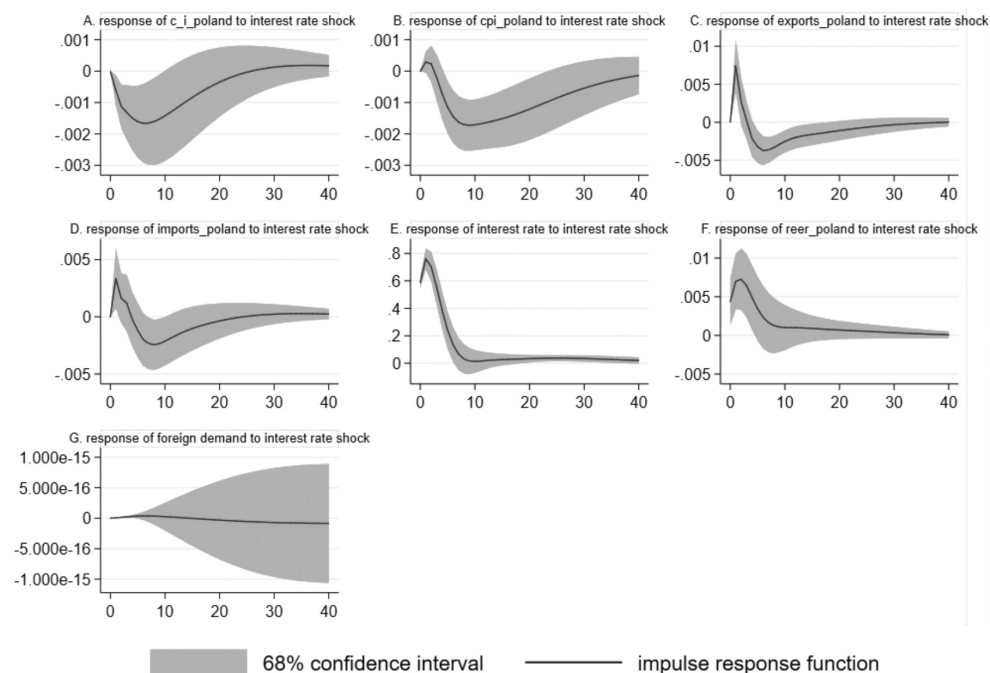 A. response of c_i_poland to interest rate shock
.001
0
-.001
-.002
-.003
0 10 20 30 40
B. response of cpi_poland to interest rate shock
.001
0
-.001
-.002
-.003
0 10 20 30 40
C. response of exports_poland to interest rate shock
.01
.005
0
-.005
0 10 20 30 40
D. response of imports_poland to interest rate shock
.005
0
-.005
0 10 20 30 40
E. response of interest rate to interest rate shock
.8
.6
.4
.2
0
0 10 20 30 40
F. response of reer_poland to interest rate shock
.01
.005
0
-.005
0 10 20 30 40
G. response of foreign demand to interest rate shock
1.000e-15
5.000e-16
0
-5.000e-16
-1.000e-15
0 10 20 30 40
68% confidence interval impulse response function